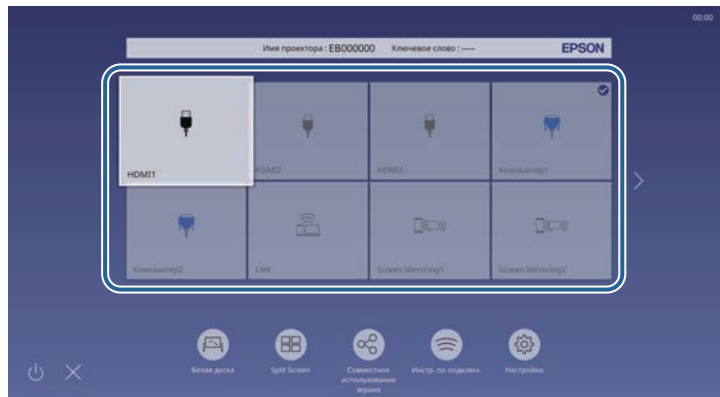 00:00
Имя проектора : EB000000 Ключевое слово : ---- EPSON
HDMI1 HDMI2 HDMI3 Компьютер1
Компьютер2 LAN Screen Mirroring1 Screen Mirroring2
Белая доска Split Screen Совместное Инстр. по подключ. Настройки
использование
экрана